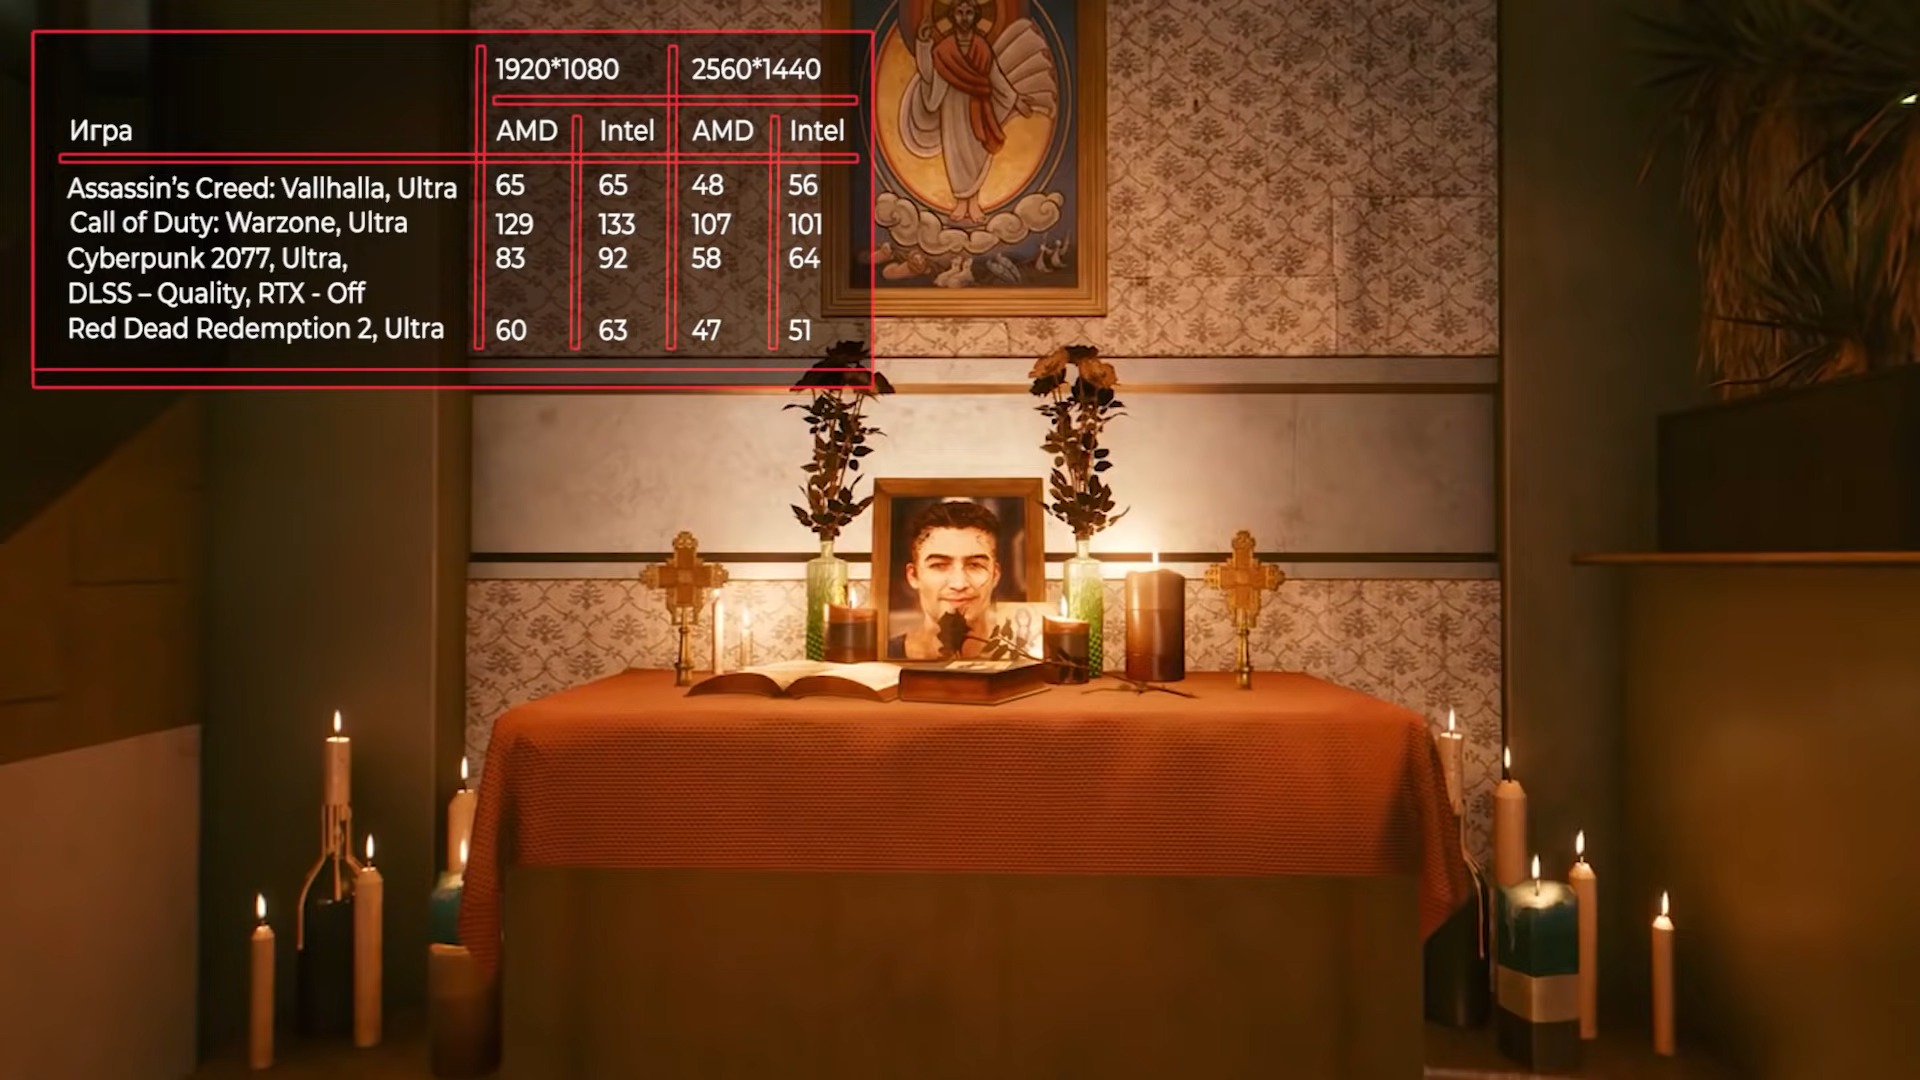 1920*1080 2560*1440
Игра AMD Intel AMD Intel
Assassin's Creed: Vallhalla, Ultra 65 65 48 56
Call of Duty: Warzone, Ultra 129 133 107 101
Cyberpunk 2077, Ultra, 83 92 58 64
DLSS – Quality, RTX - Off
Red Dead Redemption 2, Ultra 60 63 47 51